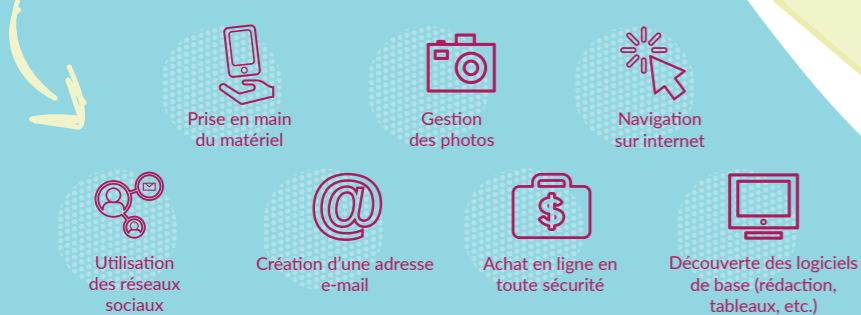 Prise en main
du matériel
Gestion
des photos
Navigation
sur internet
Utilisation
des réseaux
sociaux
Création d'une adresse
e-mail
Achat en ligne en
toute sécurité
Découverte des logiciels
de base (rédaction,
tableaux, etc.)